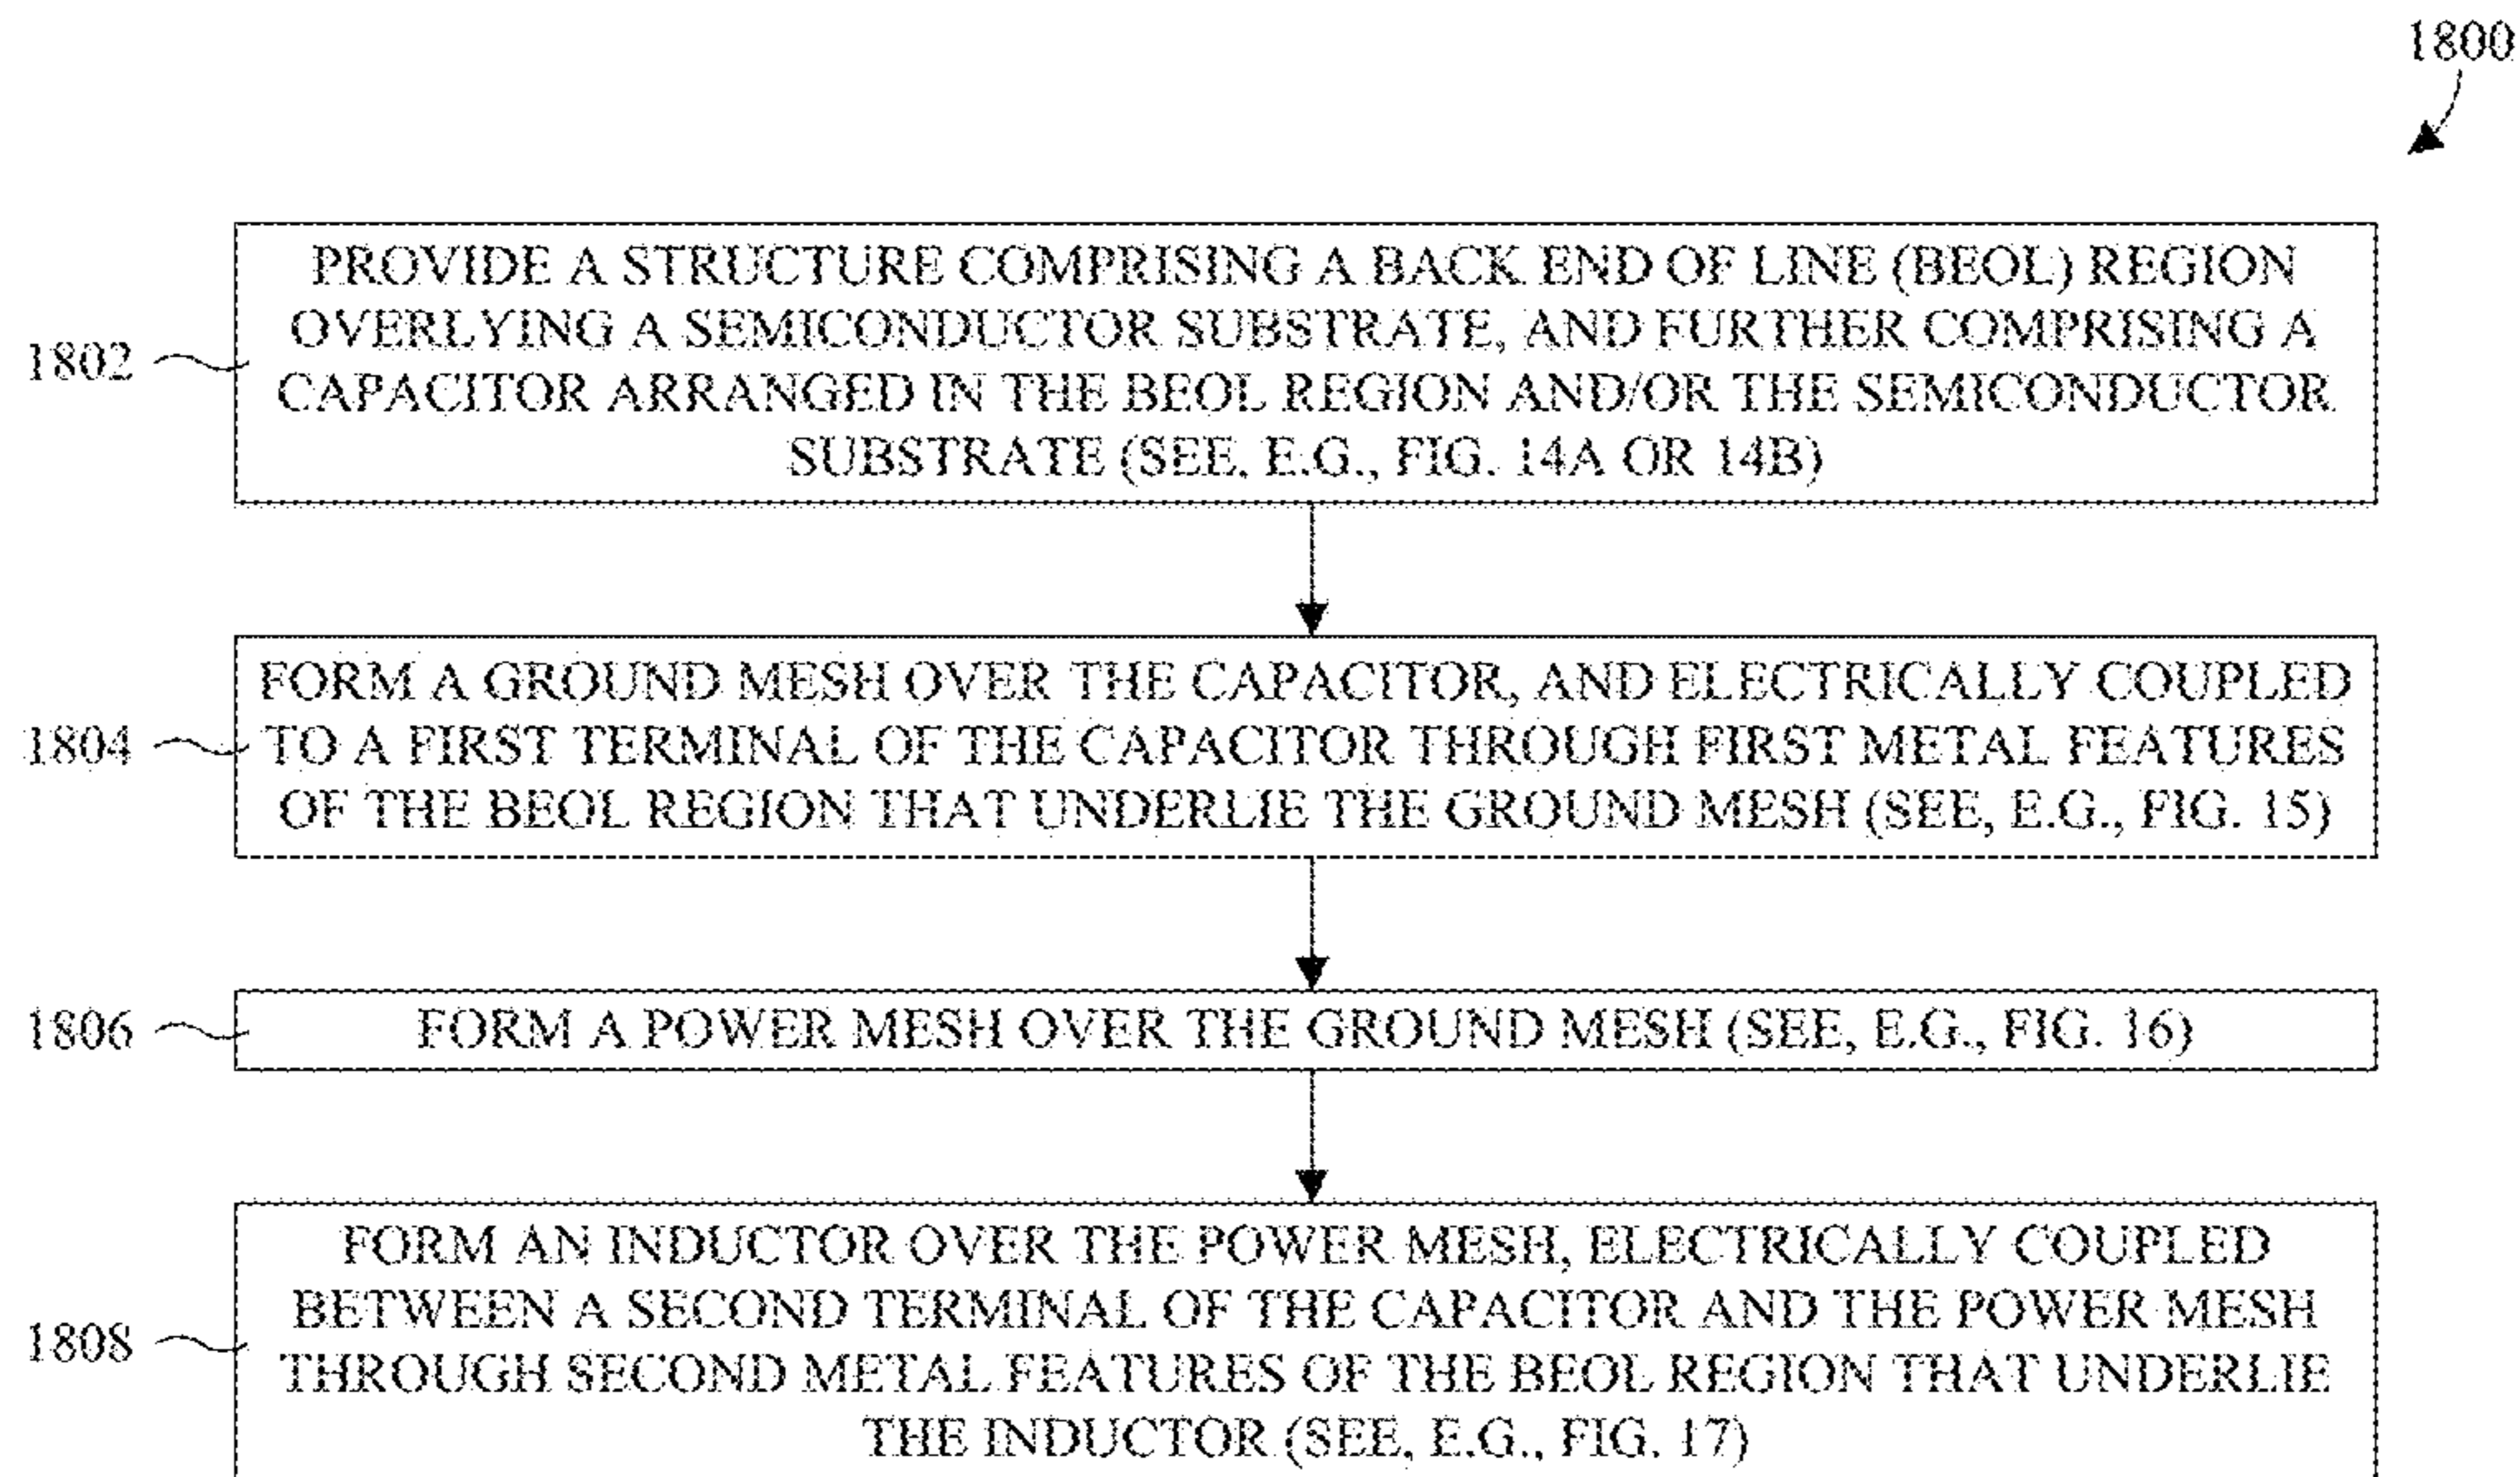 1800
PROVIDE A STRUCTURE COMPRISING A BACK END OF LINE (BEOL) REGION
OVERLYING A SEMICONDUCTOR SUBSTRATE, AND FURTHER COMPRISING A
1802
CAPACITOR ARRANGED IN THE BEOL REGION AND/OR THE SEMICONDUCTOR
SUBSTRATE (SEE, E.G., FIG. 14A OR 14B)
FORM A GROUND MESH OVER THE CAPACITOR, AND ELECTRICALLY COUPLED
1804
TO A FIRST TERMINAL OF THE CAPACITOR THROUGH FIRST METAL FEATURES
OF THE BEOL REGION THAT UNDERLIE THE GROUND MESH (SEE, E.G., FIG. 15)
1806
FORM A POWER MESH OVER THE GROUND MESH (SEE, E.G., FIG. 16)
FORM AN INDUCTOR OVER THE POWER MESH, ELECTRICALLY COUPLED
BETWEEN A SECOND TERMINAL OF THE CAPACITOR AND THE POWER MESH
1808
THROUGH SECOND METAL FEATURES OF THE BEOL REGION THAT UNDERLIE
THE INDUCTOR (SEE, E.G., FIG. 17)